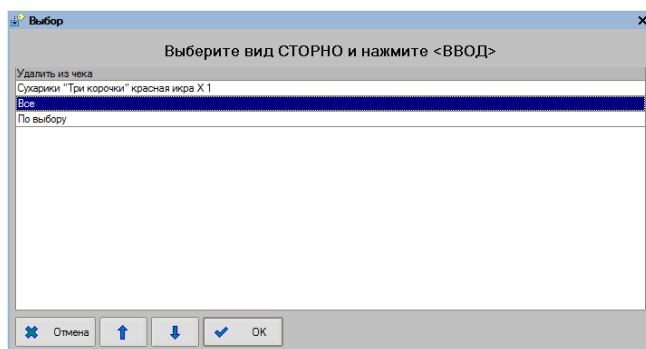 Выбор
Выберите вид СТОРНО и нажмите <ВВОД>
Удалить из чека
Сухарики "Три корочки" красная икра X 1
Все
По выбору
Отмена
OK